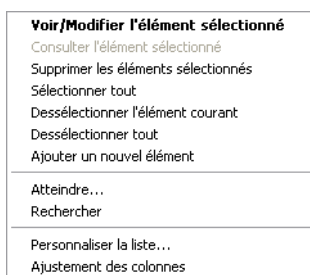 Voir/Modifier l'élément sélectionné
Consulter l'élément sélectionné
Supprimer les éléments sélectionnés
Sélectionner tout
Dessélectionner l'élément courant
Dessélectionner tout
Ajouter un nouvel élément
Atteindre...
Rechercher
Personnaliser la liste...
Ajustement des colonnes